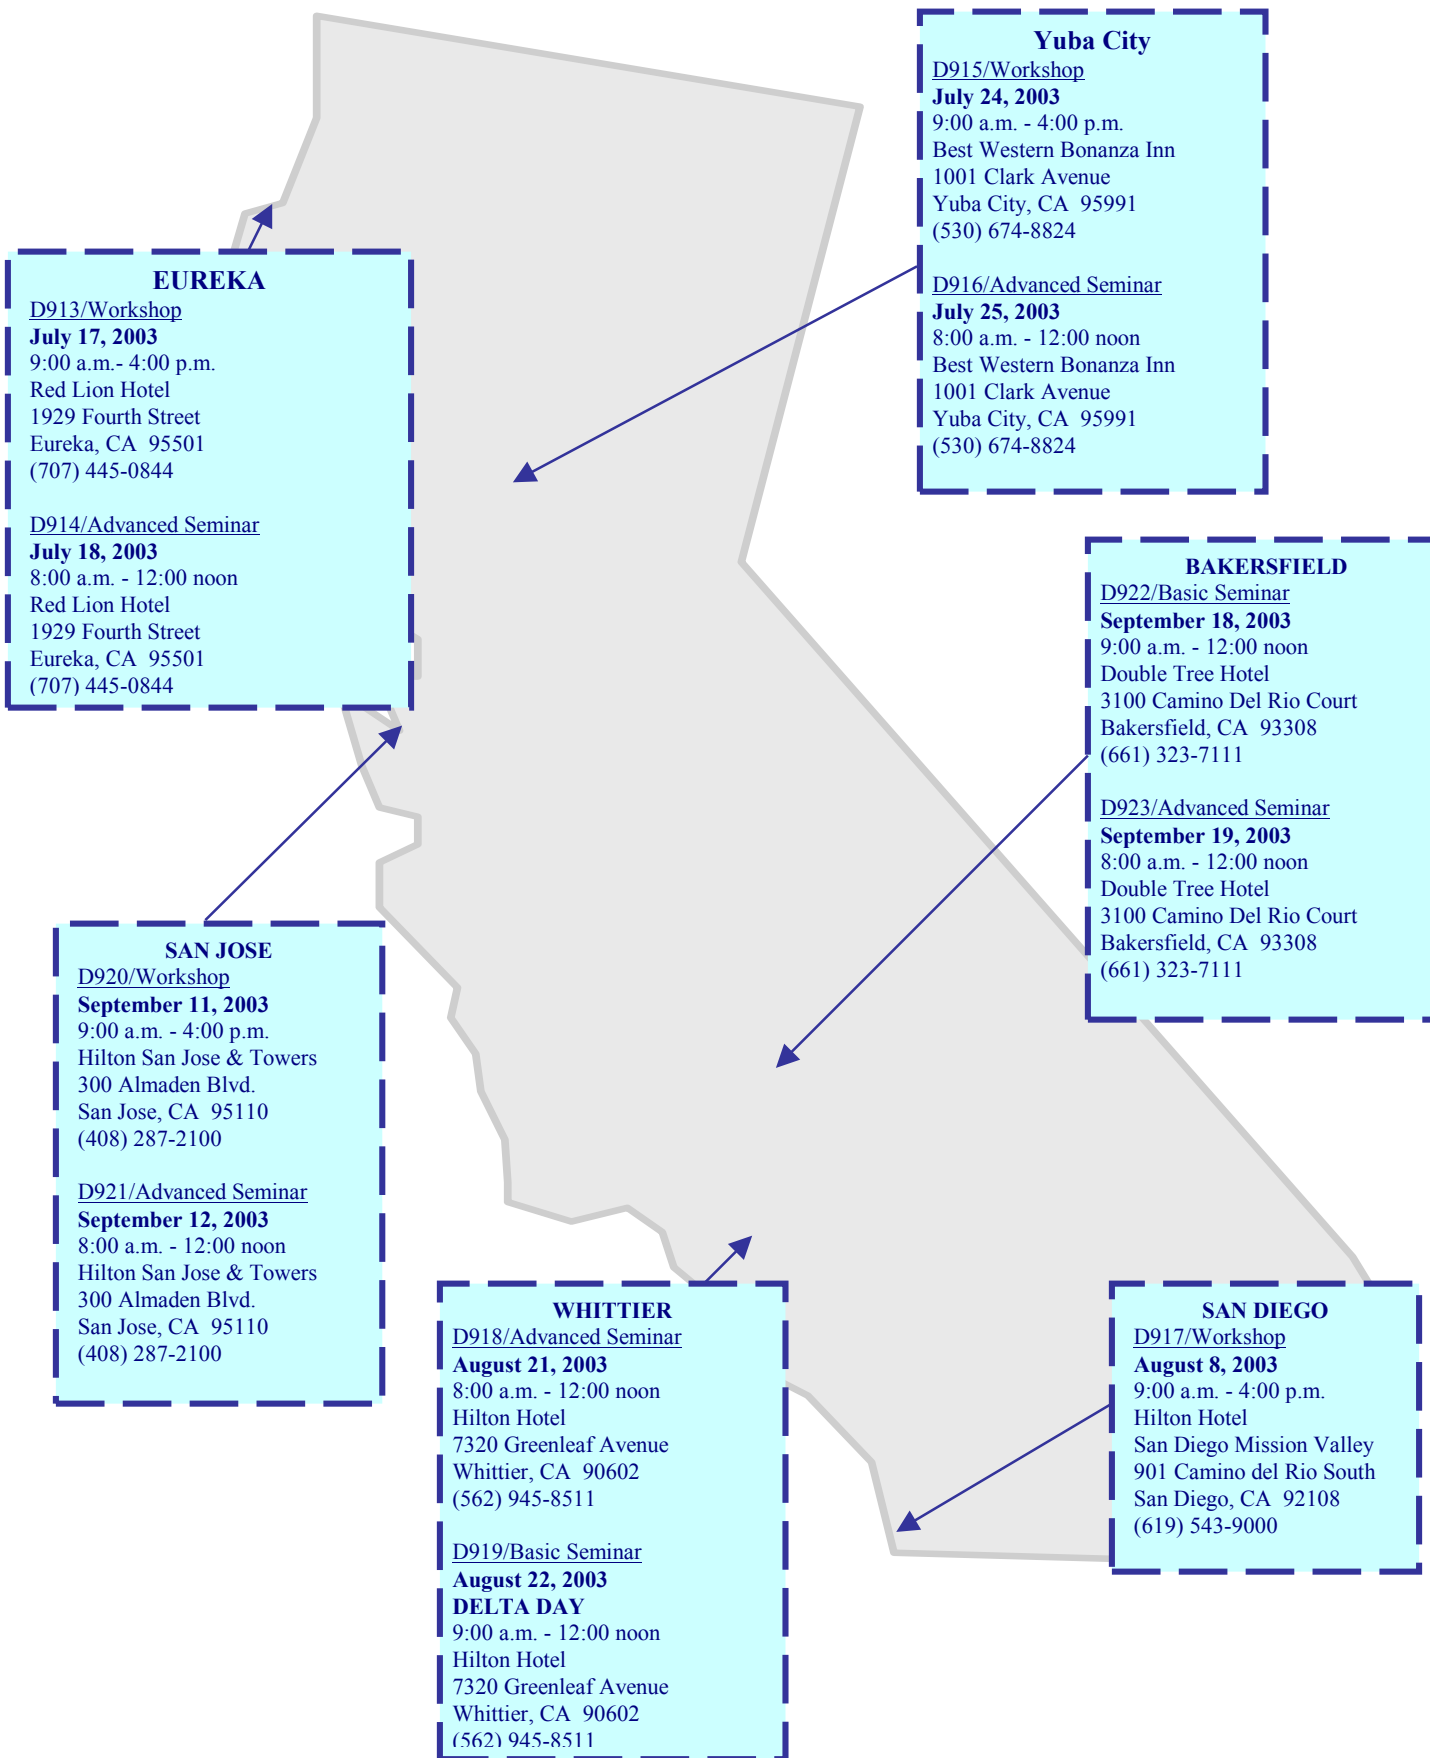 Yuba City
D915/Workshop
July 24, 2003
9:00 a.m. - 4:00 p.m.
Best Western Bonanza Inn
1001 Clark Avenue
Yuba City, CA  95991
(530) 674-8824
D916/Advanced Seminar
July 25, 2003
8:00 a.m. - 12:00 noon
Best Western Bonanza Inn
1001 Clark Avenue
Yuba City, CA  95991
(530) 674-8824
EUREKA
D913/Workshop
July 17, 2003
9:00 a.m.- 4:00 p.m.
Red Lion Hotel
1929 Fourth Street
Eureka, CA  95501
(707) 445-0844
D914/Advanced Seminar
July 18, 2003
8:00 a.m. - 12:00 noon
Red Lion Hotel
1929 Fourth Street
Eureka, CA  95501
(707) 445-0844
BAKERSFIELD
D922/Basic Seminar
September 18, 2003
9:00 a.m. - 12:00 noon
Double Tree Hotel
3100 Camino Del Rio Court
Bakersfield, CA  93308
(661) 323-7111
D923/Advanced Seminar
September 19, 2003
8:00 a.m. - 12:00 noon
Double Tree Hotel
3100 Camino Del Rio Court
Bakersfield, CA  93308
(661) 323-7111
SAN JOSE
D920/Workshop
September 11, 2003
9:00 a.m. - 4:00 p.m.
Hilton San Jose & Towers
300 Almaden Blvd.
San Jose, CA  95110
(408) 287-2100
D921/Advanced Seminar
September 12, 2003
8:00 a.m. - 12:00 noon
Hilton San Jose & Towers
300 Almaden Blvd.
San Jose, CA  95110
(408) 287-2100
WHITTIER
D918/Advanced Seminar
August 21, 2003
8:00 a.m. - 12:00 noon
Hilton Hotel
7320 Greenleaf Avenue
Whittier, CA  90602
(562) 945-8511
D919/Basic Seminar
August 22, 2003
DELTA DAY
9:00 a.m. - 12:00 noon
Hilton Hotel
7320 Greenleaf Avenue
Whittier, CA  90602
(562) 945-8511
SAN DIEGO
D917/Workshop
August 8, 2003
9:00 a.m. - 4:00 p.m.
Hilton Hotel
San Diego Mission Valley
901 Camino del Rio South
San Diego, CA  92108
(619) 543-9000